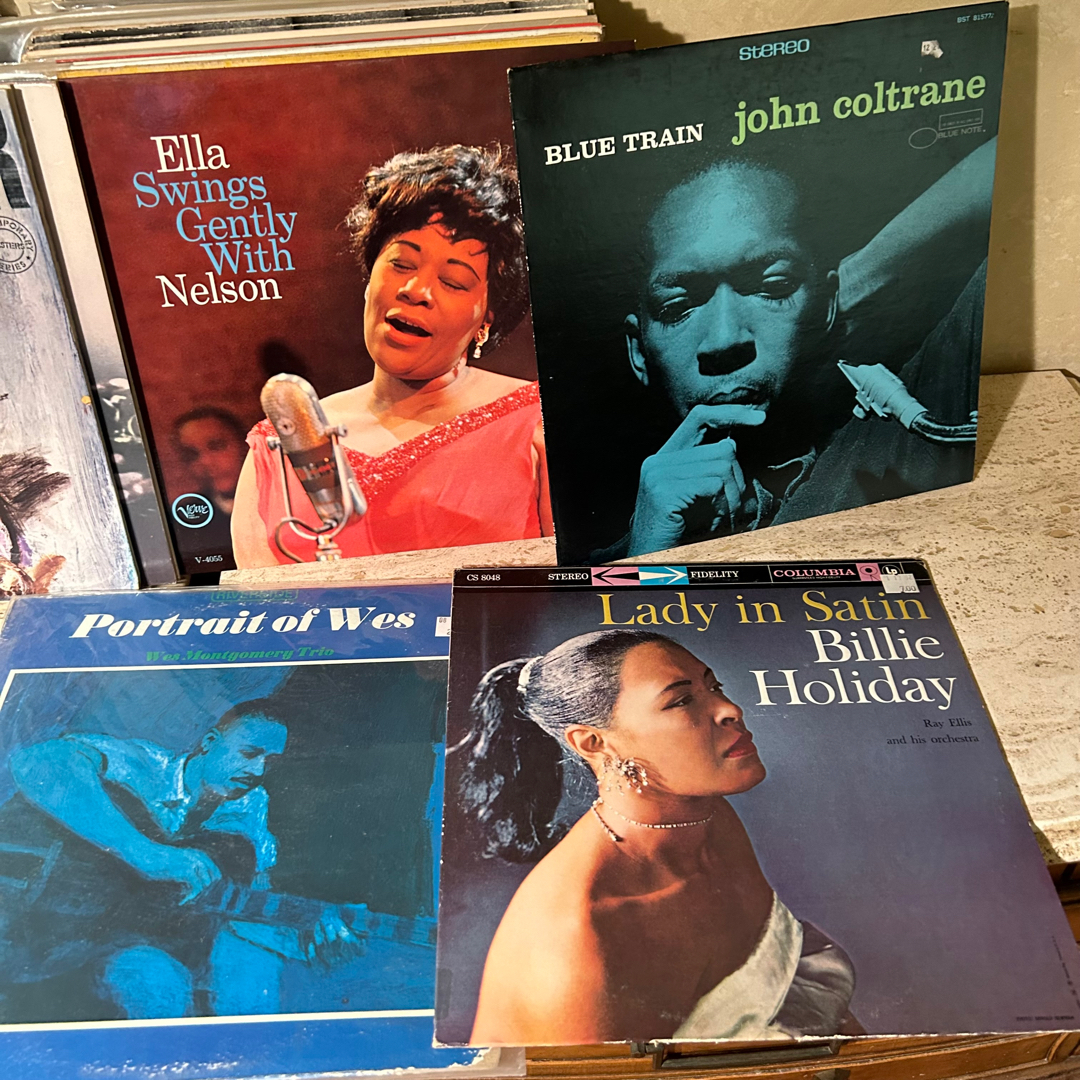 Ella
Swings
Gently
With
Nelson
Verve
V-4055
STEREO
BST 81577
BLUE TRAIN
john coltrane
BLUE NOTE
RIVERSIDE
Portrait of Wes
Wes Montgomery Trio
CS 8048
STEREO
FIDELITY
COLUMBIA
Lady in Satin
Billie
Holiday
Ray Ellis
and his orchestra